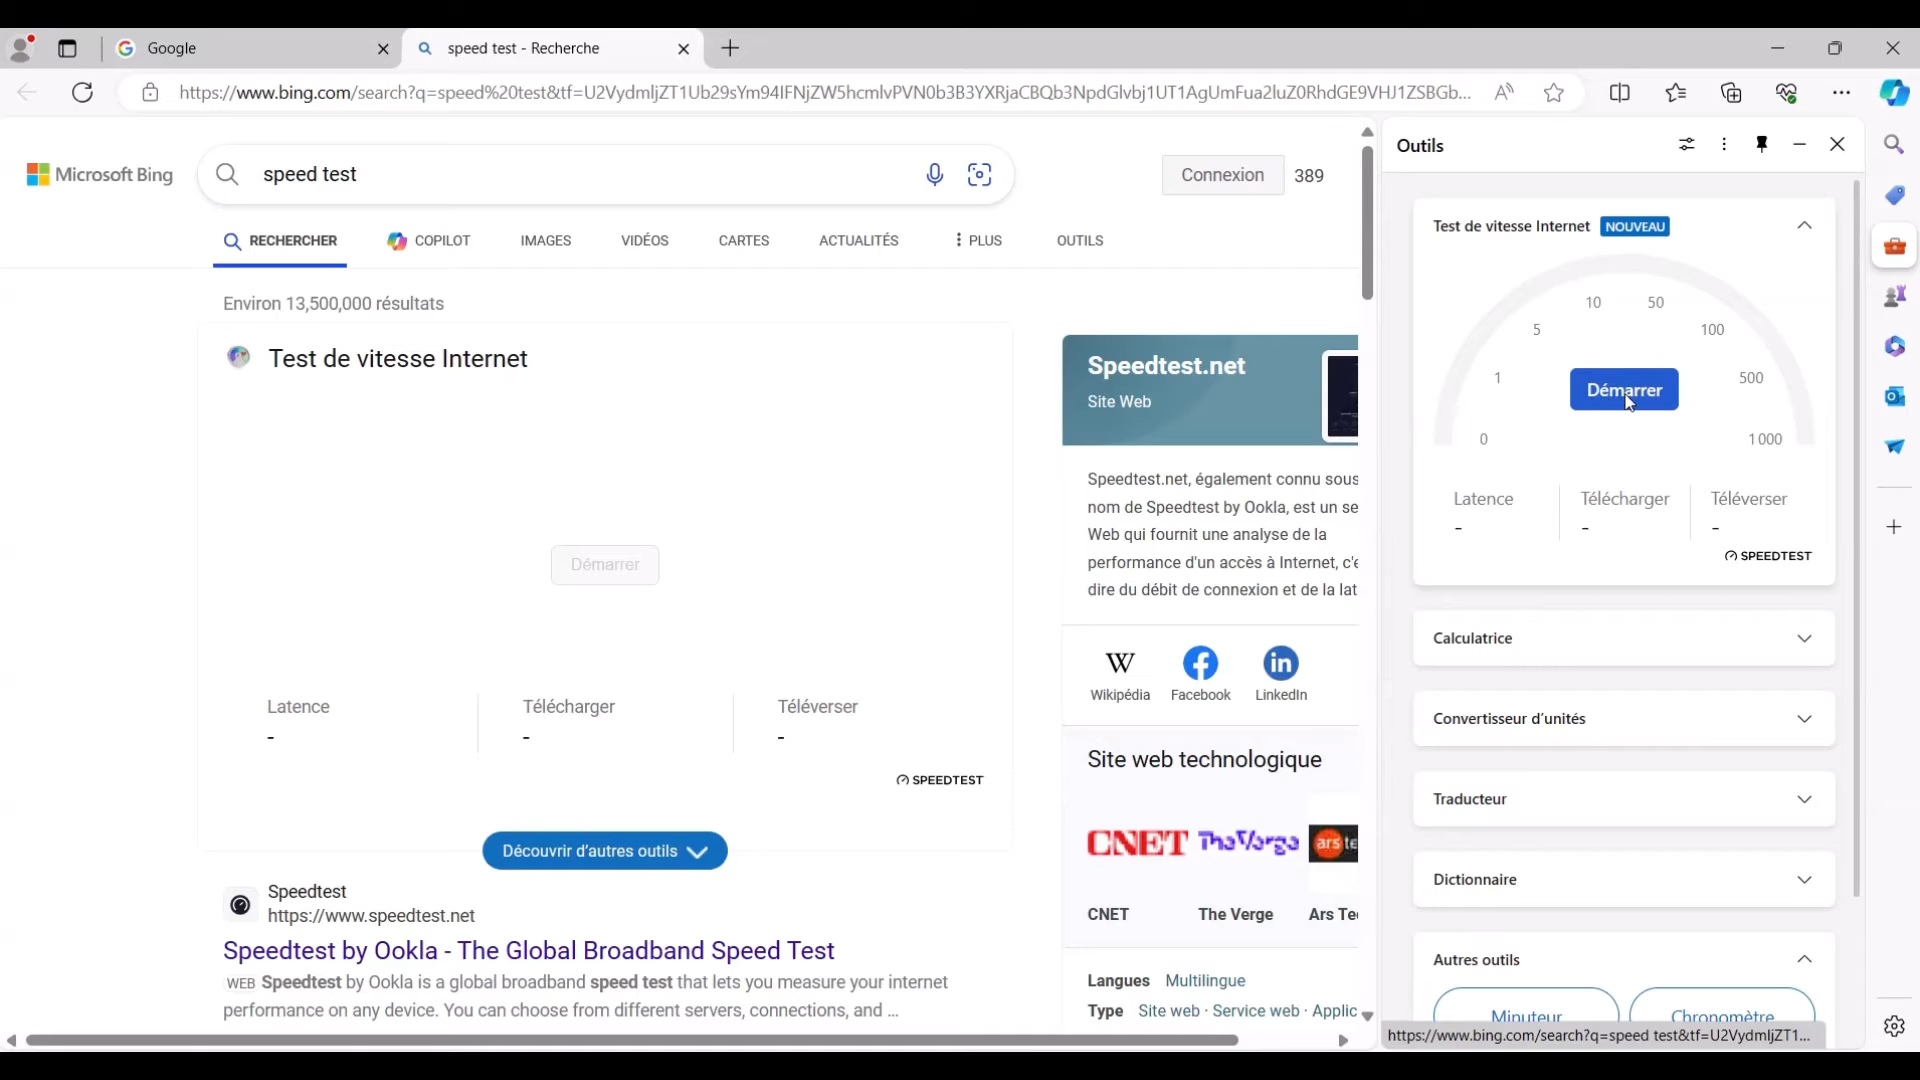 Google
speed test - Recherche
https://www.bing.com/search?q=speed%20test&tf=U2VydmljZT1Ub29sYm94IFNjZW5hcmlvPVN0b3B3YXRjaCBQb3NpdGlvbj1UT1AgUmFua2luZ0RhdGE9VHJ1ZSBGb...
Microsoft Bing
speed test
Connexion
389
RECHERCHER
COPILOT
IMAGES
VIDÉOS
CARTES
ACTUALITÉS
PLUS
OUTILS
Environ 13,500,000 résultats
Test de vitesse Internet
Démarrer
Latence
Télécharger
Téléverser
-
-
-
SPEEDTEST
Découvrir d'autres outils
Speedtest
https://www.speedtest.net
Speedtest by Ookla - The Global Broadband Speed Test
WEB Speedtest by Ookla is a global broadband speed test that lets you measure your internet
performance on any device. You can choose from different servers, connections, and ...
Speedtest.net
Site Web
Speedtest.net, également connu sous
nom de Speedtest by Ookla, est un se
Web qui fournit une analyse de la
performance d'un accès à Internet, c'e
dire du débit de connexion et de la lat
W
Wikipédia
Facebook
in
LinkedIn
Site web technologique
CNET
The Verge
ars te
CNET
The Verge
Ars Te
Langues Multilingue
Type Site web · Service web · Applic
Outils
Test de vitesse Internet
NOUVEAU
0
1
5
10
50
100
500
1000
Démarrer
Latence
Télécharger
Téléverser
-
-
-
SPEEDTEST
Calculatrice
Convertisseur d'unités
Traducteur
Dictionnaire
Autres outils
Minuteur
Chronomètre
https://www.bing.com/search?q=speed test&tf=U2VydmljZT1...